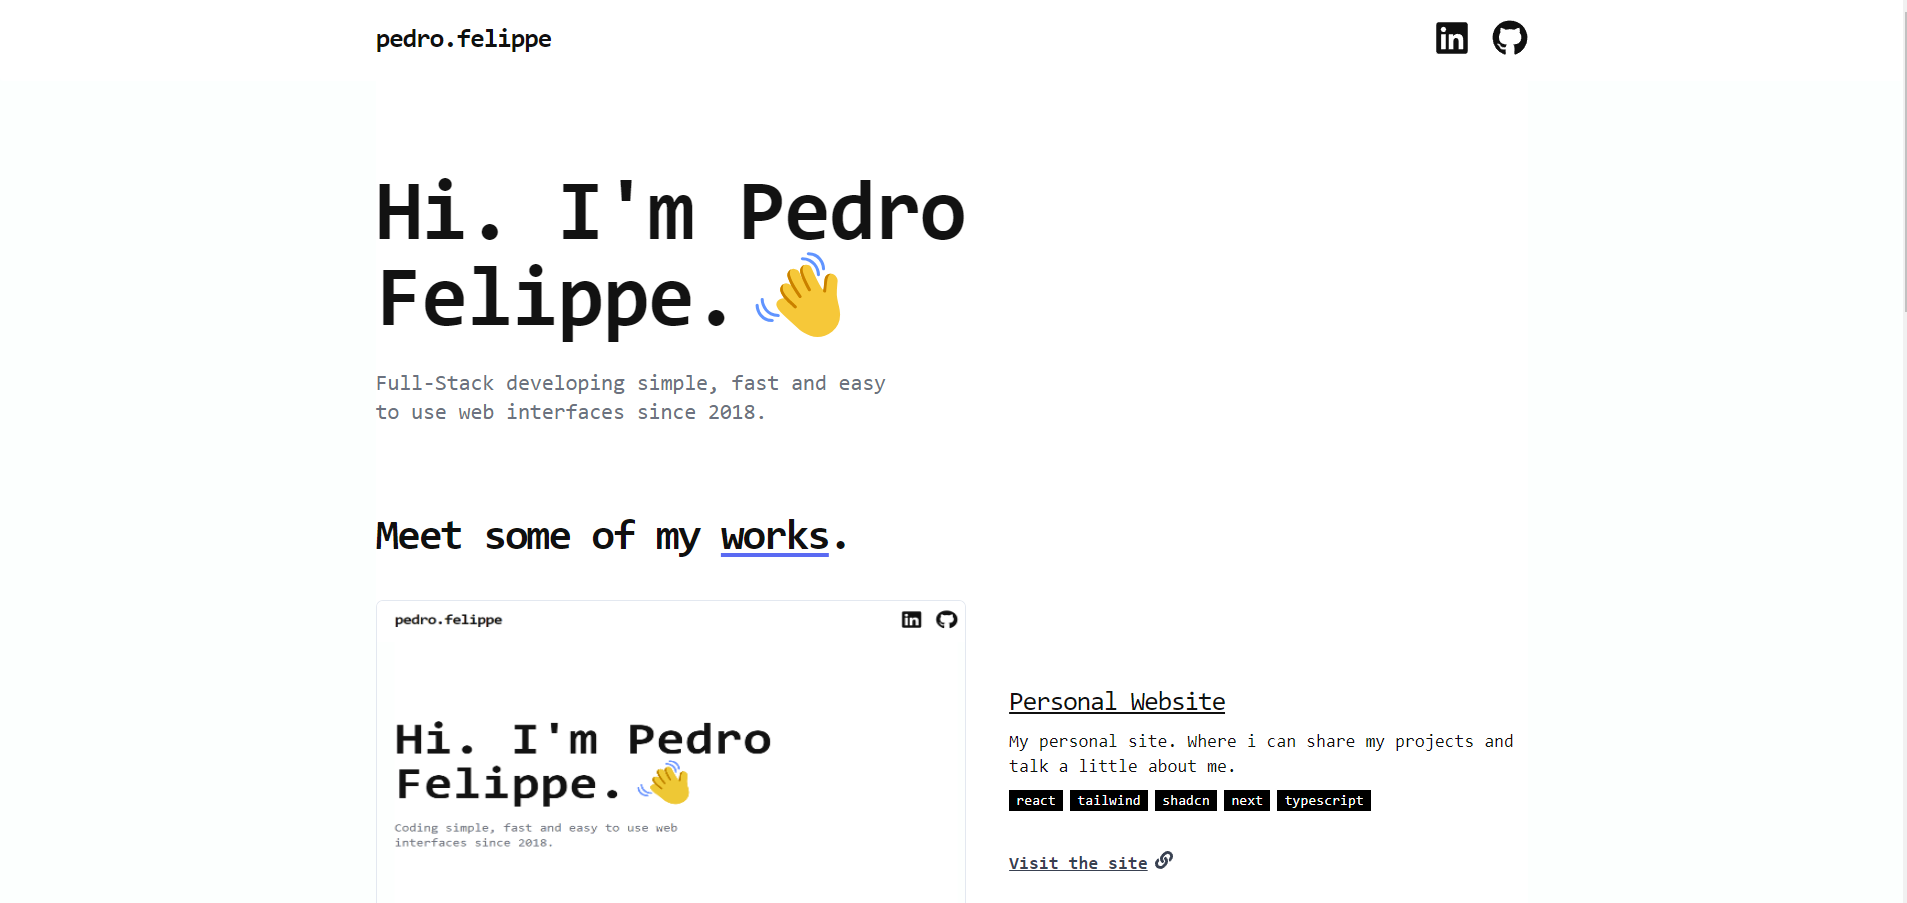 pedro.felippe
Hi. I'm Pedro
Felippe.
Full-Stack developing simple, fast and easy
to use web interfaces since 2018.
Meet some of my works.
pedro.felippe
Hi. I'm Pedro
Felippe.
Coding simple, fast and easy to use web
interfaces since 2018.
Personal Website
My personal site. Where i can share my projects and
talk a little about me.
react tailwind shadcn next typescript
Visit the site